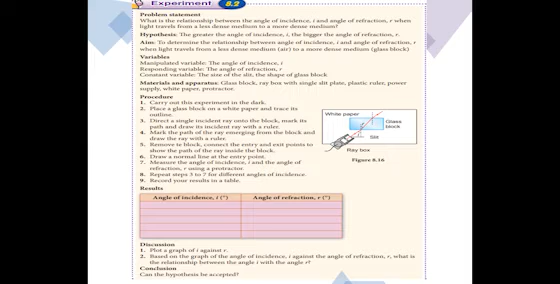 Experiment 8.2
Problem statement
What is the relationship between the angle of incidence, i and angle of refraction, r when
light travels from a less dense medium to a more dense medium?
Hypothesis: The greater the angle of incidence, i, the bigger the angle of refraction, r.
Aim: To determine the relationship between angle of incidence, i and angle of refraction, r
when light travels from a less dense medium (air) to a more dense medium (glass block)
Variables
Manipulated variable: The angle of incidence, i
Responding variable: The angle of refraction, r
Constant variable: The size of the slit, the shape of glass block
Materials and apparatus: Glass block, ray box with single slit plate, plastic ruler, power
supply, white paper, protractor.
Procedure
1. Carry out this experiment in the dark.
2. Place a glass block on a white paper and trace its
outline.
3. Direct a single incident ray onto the block, mark its
path and draw its incident ray with a ruler.
4. Mark the path of the ray emerging from the block and
draw the ray with a ruler.
5. Remove te block, connect the entry and exit points to
show the path of the ray inside the block.
6. Draw a normal line at the entry point.
7. Measure the angle of incidence, i and the angle of
refraction, r using a protractor.
8. Repeat steps 3 to 7 for different angles of incidence.
9. Record your results in a table.
White paper
Glass
block
Slit
Ray box
Figure 8.16
Results
Angle of incidence, i (°) Angle of refraction, r (°)
Discussion
1. Plot a graph of i against r.
2. Based on the graph of the angle of incidence, i against the angle of refraction, r, what is
the relationship between the angle i with the angle r?
Conclusion
Can the hypothesis be accepted?